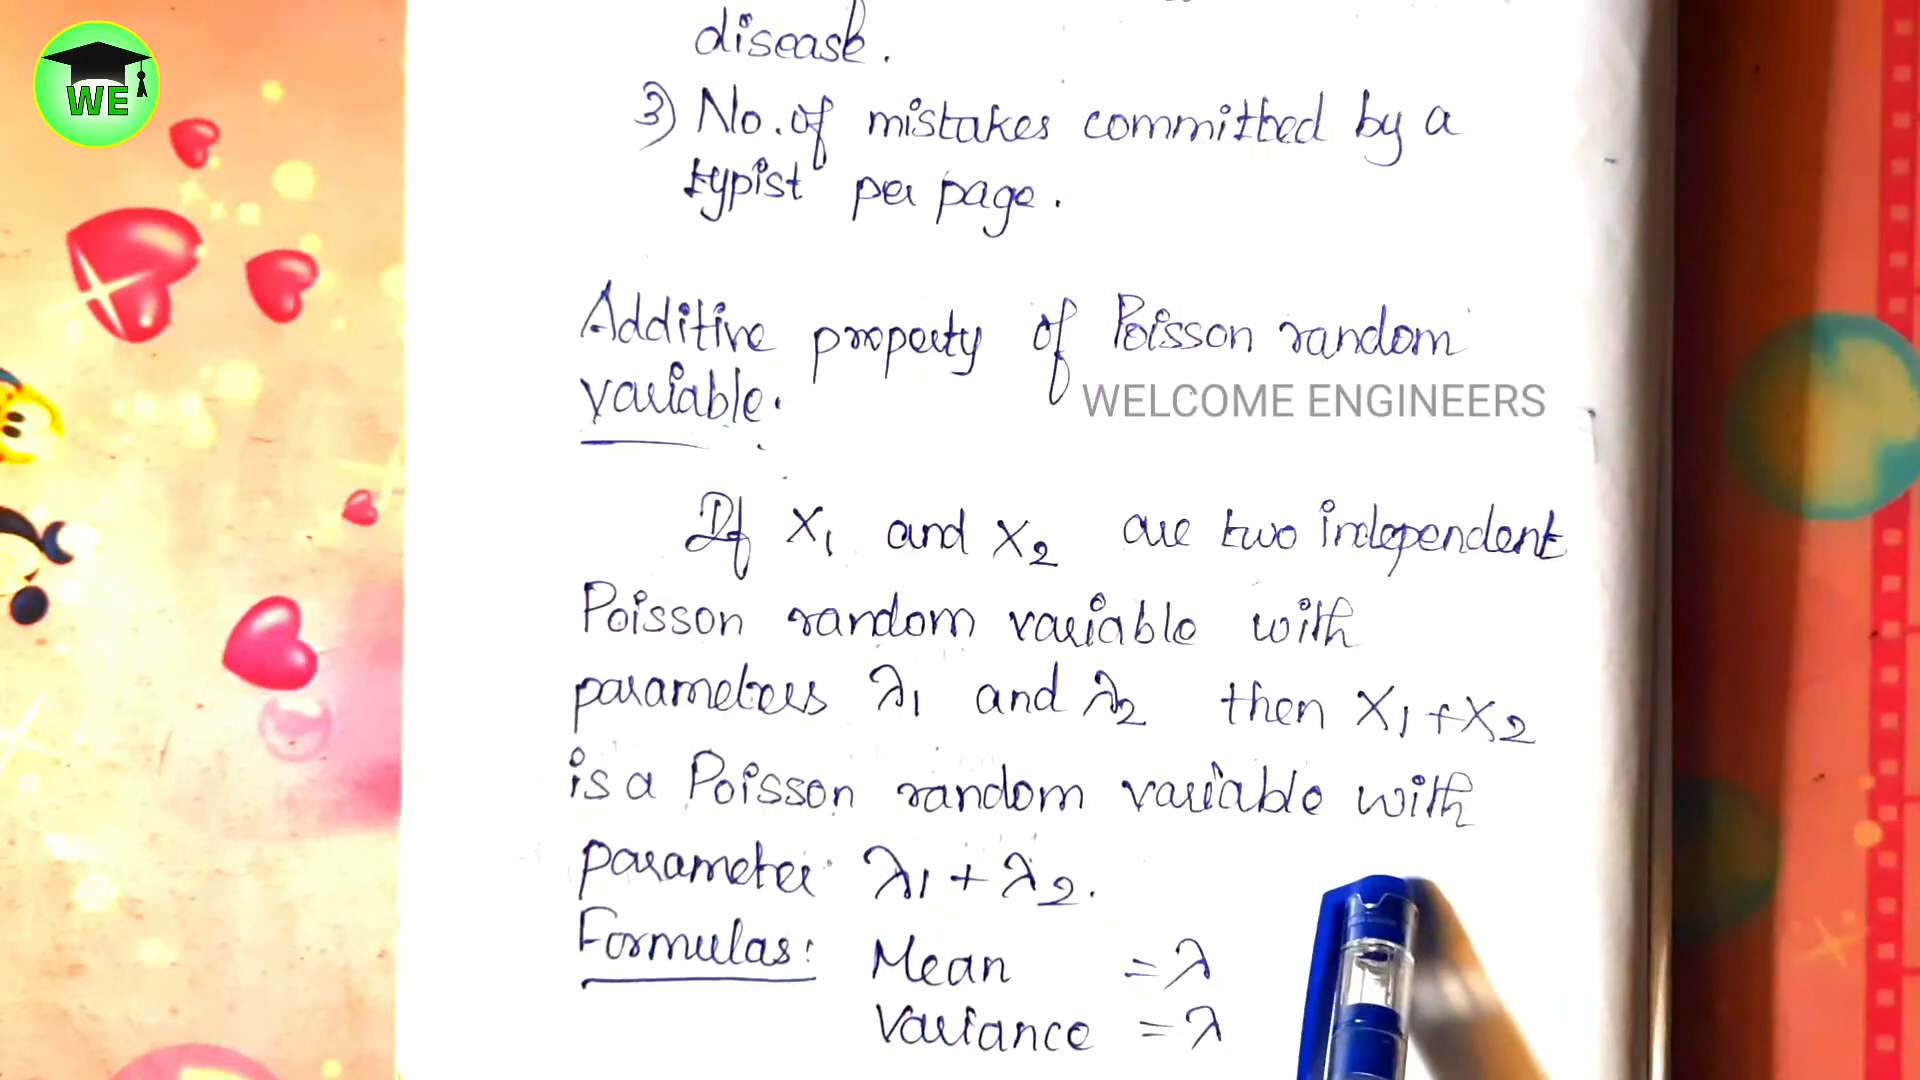 WE
disease.
3) No. of mistakes committed by a
typist per page.
Additive property of Poisson random
variable.
WELCOME ENGINEERS
If X₁ and X₂ are two independent
Poisson random variable with
parameters λ₁ and λ₂ then X₁+X₂
is a Poisson random variable with
parameter λ₁+λ₂.
Formulas: Mean = λ
Variance = λ